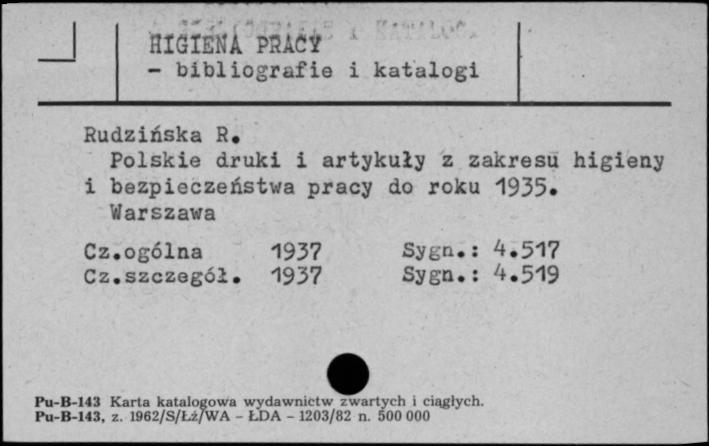 HIGIENA PRACY
- bibliografie i katalogi
Rudzińska R.
Polskie druki i artykuły z zakresu higieny
i bezpieczeństwa pracy do roku 1935.
Warszawa
Cz.ogólna 1937 Sygn.: 4.517
Cz.szczegół. 1937 Sygn.: 4.519
Pu-B-143 Karta katalogowa wydawnictw zwartych i ciągłych.
Pu-B-143, z. 1962/S/Łż/WA - ŁDA - 1203/82 n. 500 000